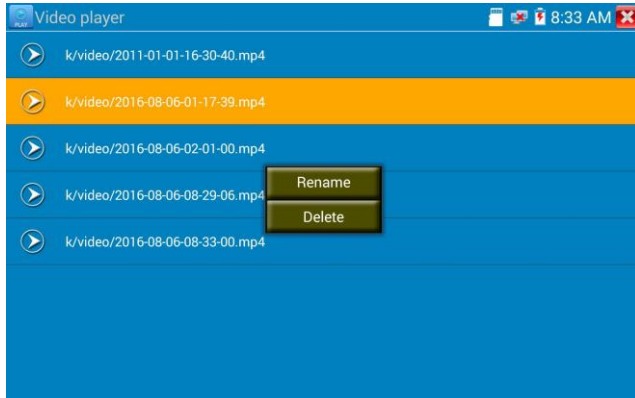 PLAY
Video player
8:33 AM
k/video/2011-01-01-16-30-40.mp4
k/video/2016-08-06-01-17-39.mp4
k/video/2016-08-06-02-01-00.mp4
k/video/2016-08-06-08-29-06.mp4
k/video/2016-08-06-08-33-00.mp4
Rename
Delete